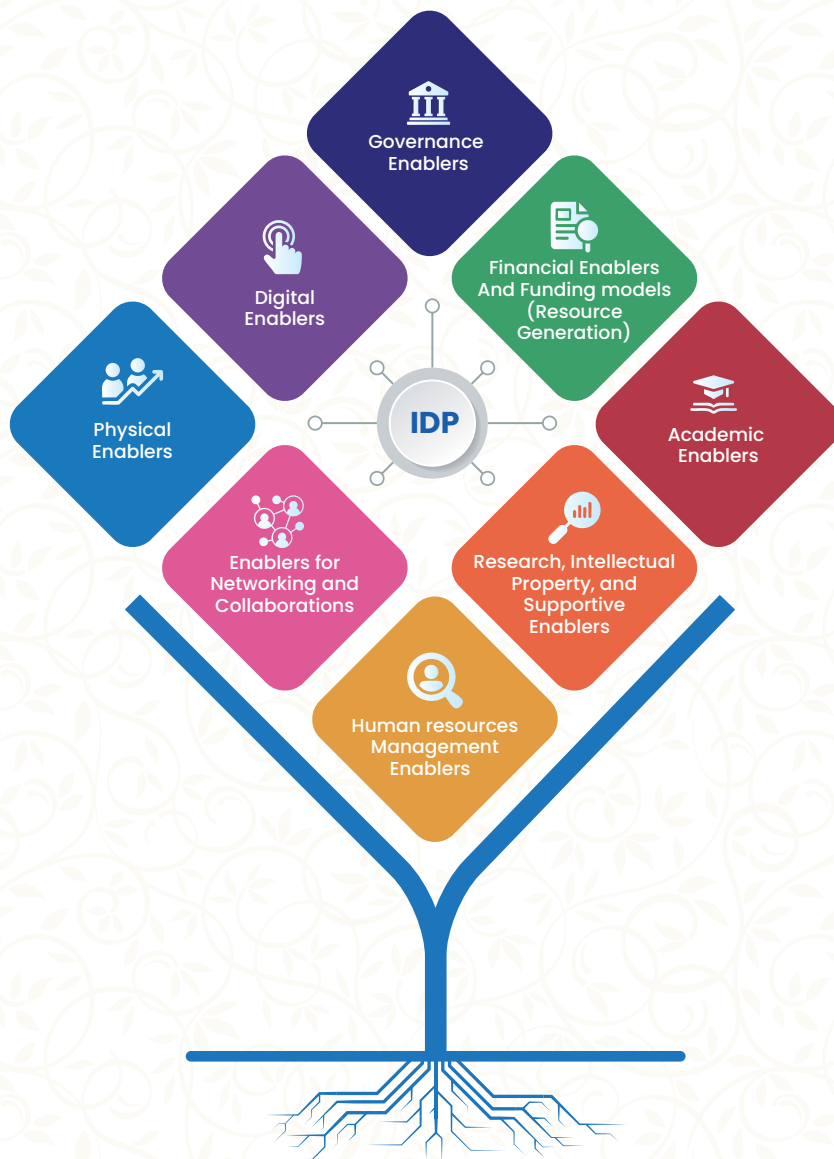 Governance
Enablers
Digital
Enablers
Financial Enablers
And Funding models
(Resource
Generation)
Physical
Enablers
IDP
Academic
Enablers
Enablers for
Networking and
Collaborations
Research, Intellectual
Property, and
Supportive
Enablers
Human resources
Management
Enablers